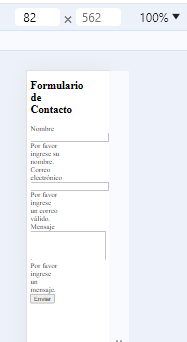 82 × 562 100%
Formulario
de
Contacto
Nombre
Por favor
ingrese su
nombre.
Correo
electrónico
Por favor
ingrese
un correo
válido.
Mensaje
Por favor
ingrese
un
mensaje.
Enviar